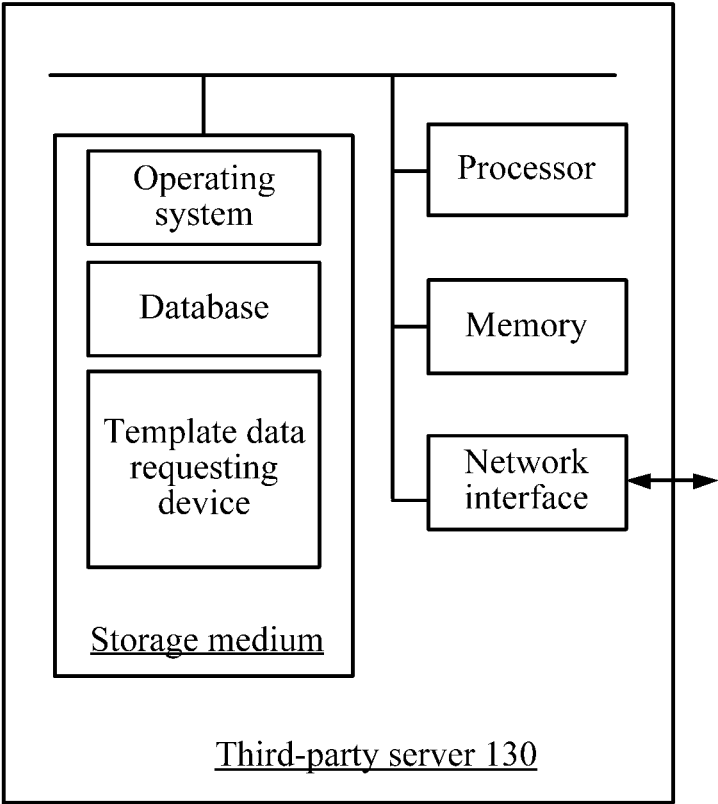 Operating
system
Database
Template data
requesting
device
Storage medium
Processor
Memory
Network
interface
Third-party server 130